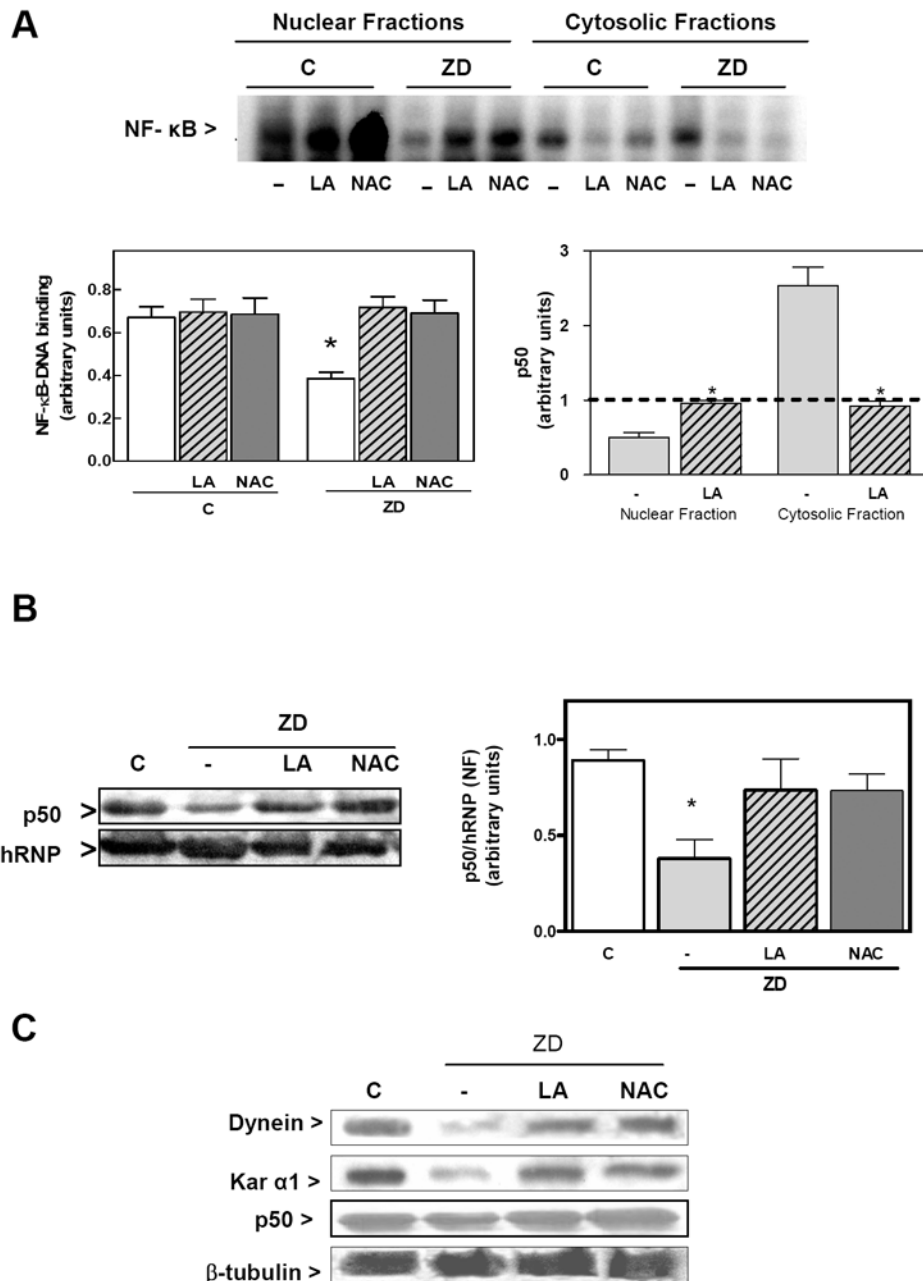 A
Nuclear Fractions Cytosolic Fractions
C ZD C ZD
NF- κB >
– LA NAC – LA NAC – LA NAC – LA NAC
NF-κB-DNA binding
(arbitrary units)
0.8
0.6
0.4
0.2
0.0
*
LA NAC LA NAC
C ZD
p50
(arbitrary units)
3
2
1
0
* *
- LA - LA
Nuclear Fraction Cytosolic Fraction
B
ZD
C - LA NAC
p50 >
hRNP >
p50/hRNP (NF)
(arbitrary units)
1.0
0.5
0.0
*
C - LA NAC
ZD
C
ZD
C - LA NAC
Dynein >
Kar α1 >
p50 >
β-tubulin >